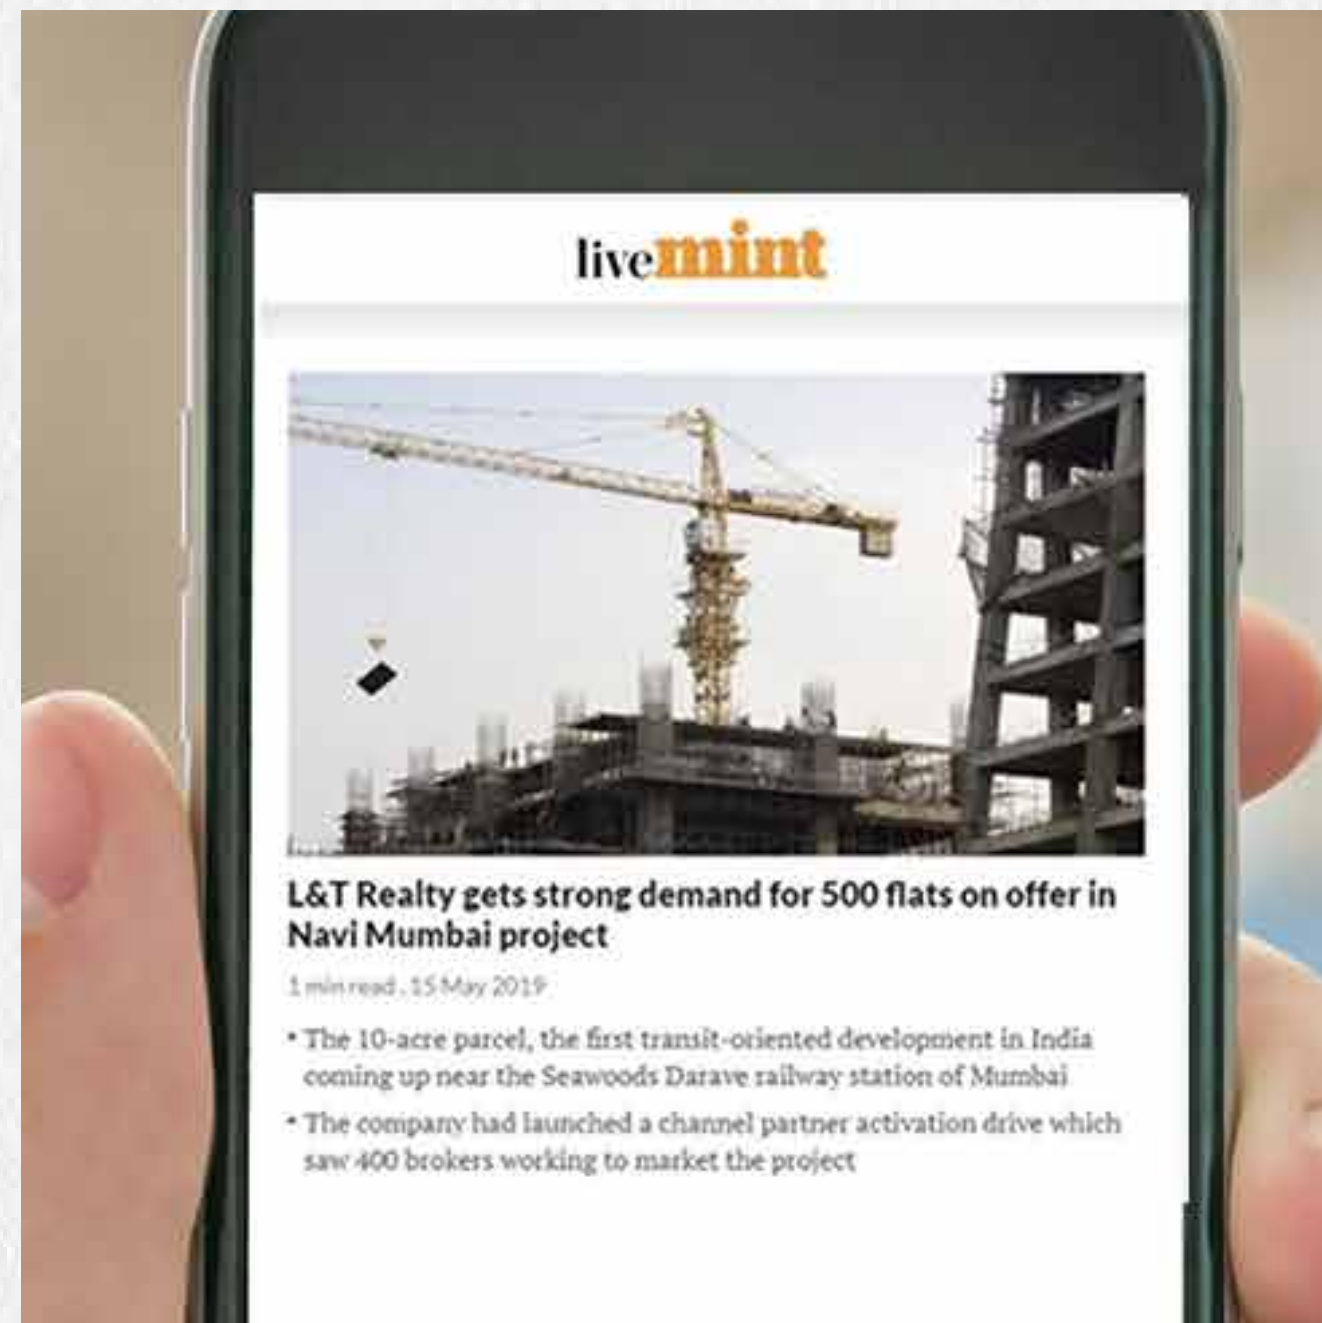 livemint
L&T Realty gets strong demand for 500 flats on offer in
Navi Mumbai project
1 min read . 15 May 2019
• The 10-acre parcel, the first transit-oriented development in India
coming up near the Seawoods Darave railway station of Mumbai
• The company had launched a channel partner activation drive which
saw 400 brokers working to market the project